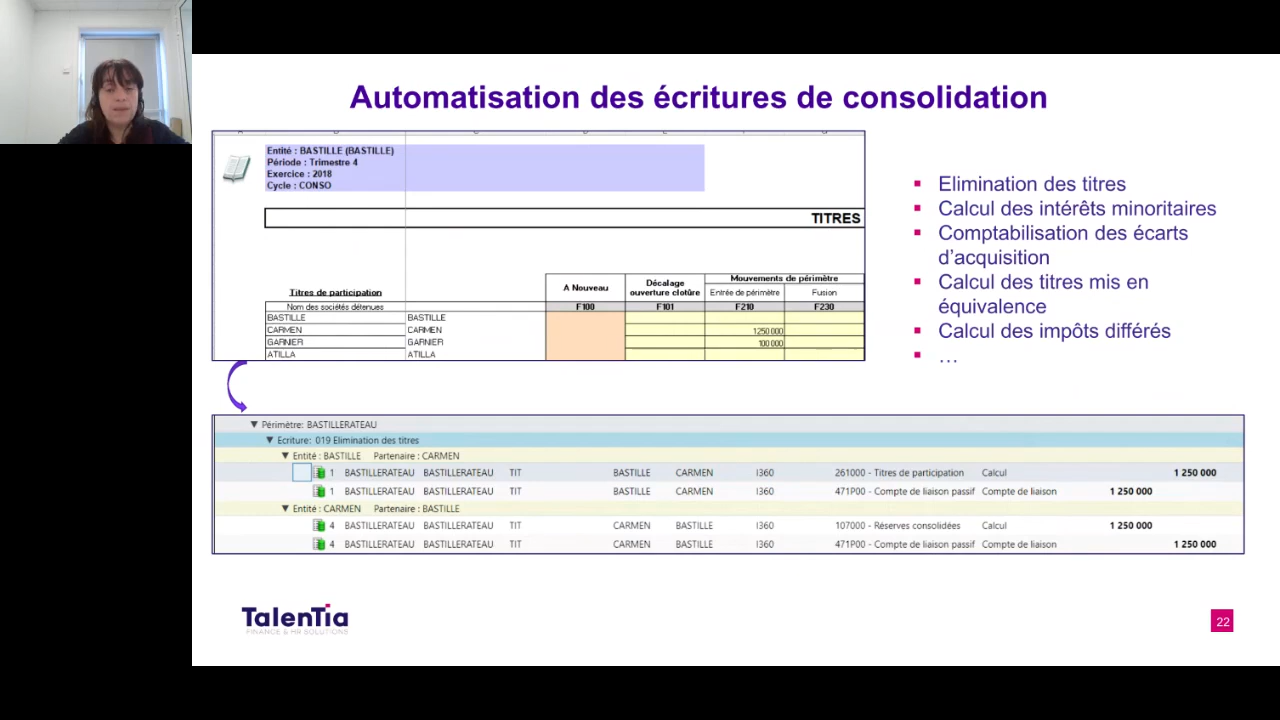 Automatisation des écritures de consolidation
Entité : BASTILLE (BASTILLE)
Période : Trimestre 4
Exercice : 2018
Cycle : CONSO
TITRES
Titres de participation
A Nouveau
Décalage
ouverture clotûre
Mouvements de périmètre
Entrée de périmètre
Fusion
Nom des sociétés détenues F100 F101 F210 F230
BASTILLE BASTILLE
CARMEN CARMEN 1250 000
GARNIER GARNIER 100 000
ATILLA ATILLA
▪ Elimination des titres
▪ Calcul des intérêts minoritaires
▪ Comptabilisation des écarts
d’acquisition
▪ Calcul des titres mis en
équivalence
▪ Calcul des impôts différés
▪ …
Périmètre: BASTILLERATEAU
Ecriture: 019 Elimination des titres
Entité : BASTILLE Partenaire : CARMEN
1 BASTILLERATEAU BASTILLERATEAU TIT BASTILLE CARMEN I360 261000 - Titres de participation Calcul 1 250 000
1 BASTILLERATEAU BASTILLERATEAU TIT BASTILLE CARMEN I360 471P00 - Compte de liaison passif Compte de liaison 1 250 000
Entité : CARMEN Partenaire : BASTILLE
4 BASTILLERATEAU BASTILLERATEAU TIT CARMEN BASTILLE I360 107000 - Réserves consolidées Calcul 1 250 000
4 BASTILLERATEAU BASTILLERATEAU TIT CARMEN BASTILLE I360 471P00 - Compte de liaison passif Compte de liaison 1 250 000
TalenTia
FINANCE & HR SOLUTIONS
22